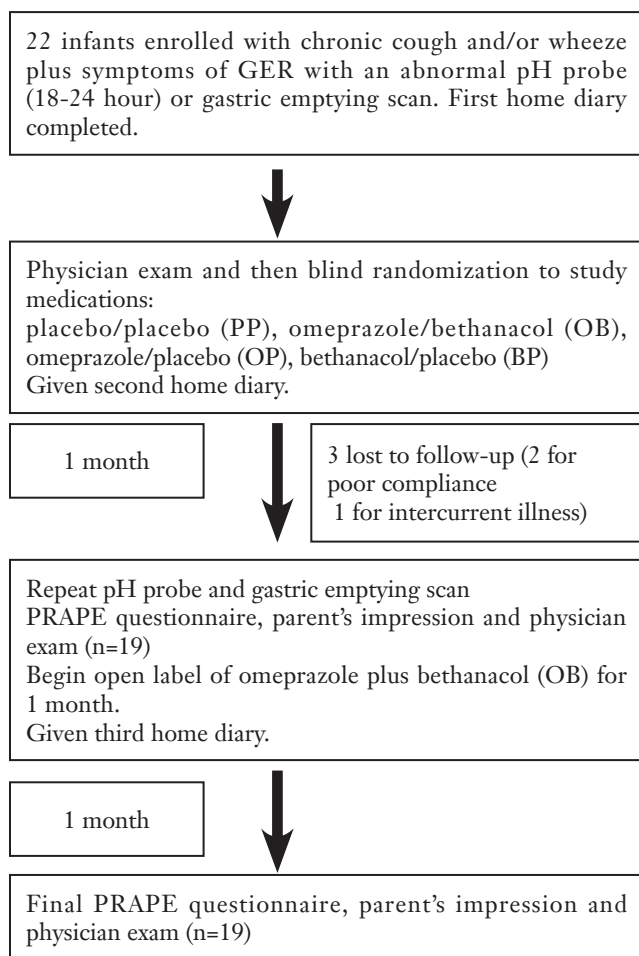 22 infants enrolled with chronic cough and/or wheeze
plus symptoms of GER with an abnormal pH probe
(18-24 hour) or gastric emptying scan. First home diary
completed.
Physician exam and then blind randomization to study
medications:
placebo/placebo (PP), omeprazole/bethanacol (OB),
omeprazole/placebo (OP), bethanacol/placebo (BP)
Given second home diary.
1 month
3 lost to follow-up (2 for
poor compliance
1 for intercurrent illness)
Repeat pH probe and gastric emptying scan
PRAPE questionnaire, parent's impression and physician
exam (n=19)
Begin open label of omeprazole plus bethanacol (OB) for
1 month.
Given third home diary.
1 month
Final PRAPE questionnaire, parent's impression and
physician exam (n=19)